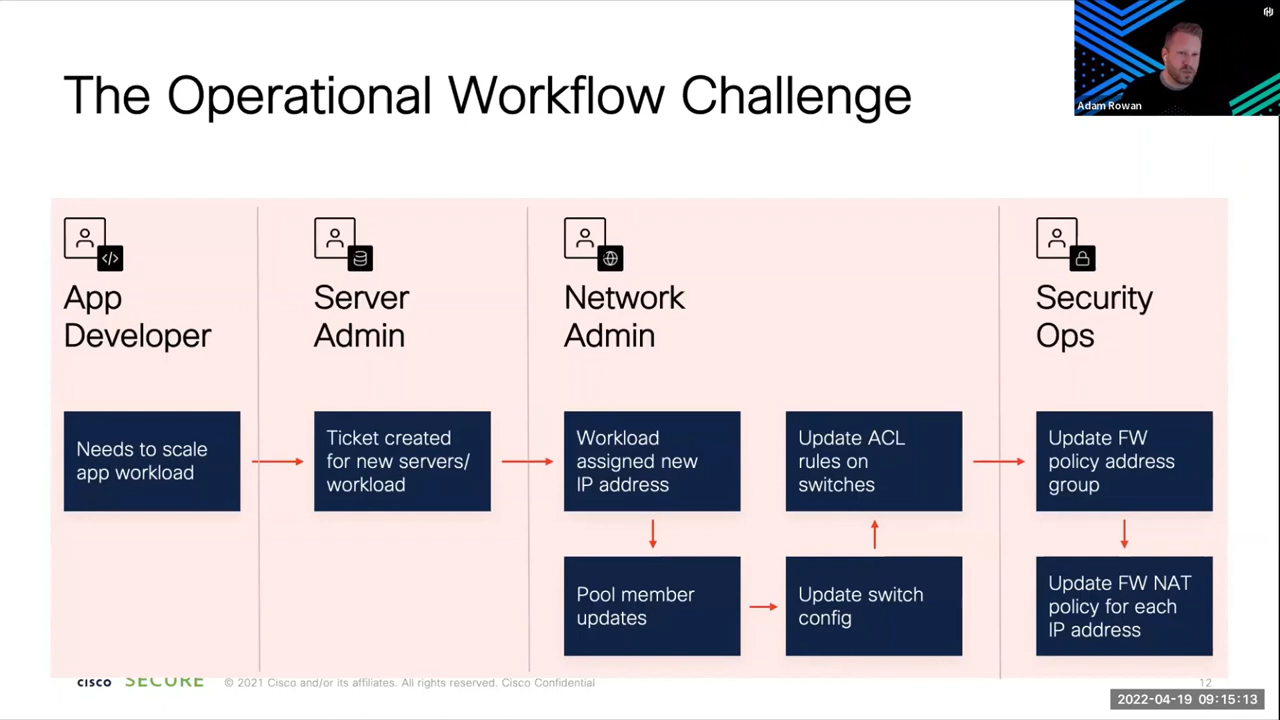 The Operational Workflow Challenge
Adam Rowan
App
Developer
Server
Admin
Network
Admin
Security
Ops
Needs to scale
app workload
Ticket created
for new servers/
workload
Workload
assigned new
IP address
Pool member
updates
Update switch
config
Update ACL
rules on
switches
Update FW
policy address
group
Update FW NAT
policy for each
IP address
CISCO SECURE © 2021 Cisco and/or its affiliates. All rights reserved. Cisco Confidential 12
2022-04-19 09:15:13